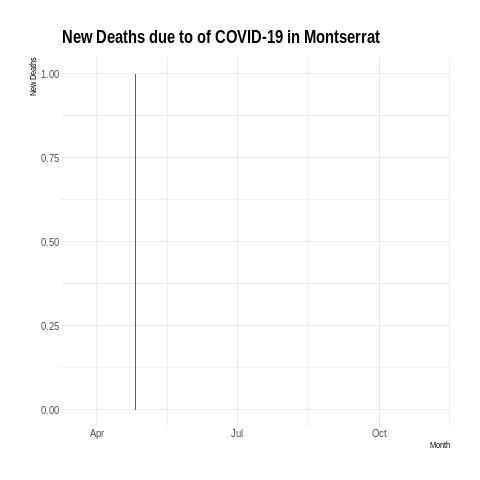 New Deaths due to of COVID-19 in Montserrat
New Deaths
1.00
0.75
0.50
0.25
0.00
Apr Jul Oct
Month